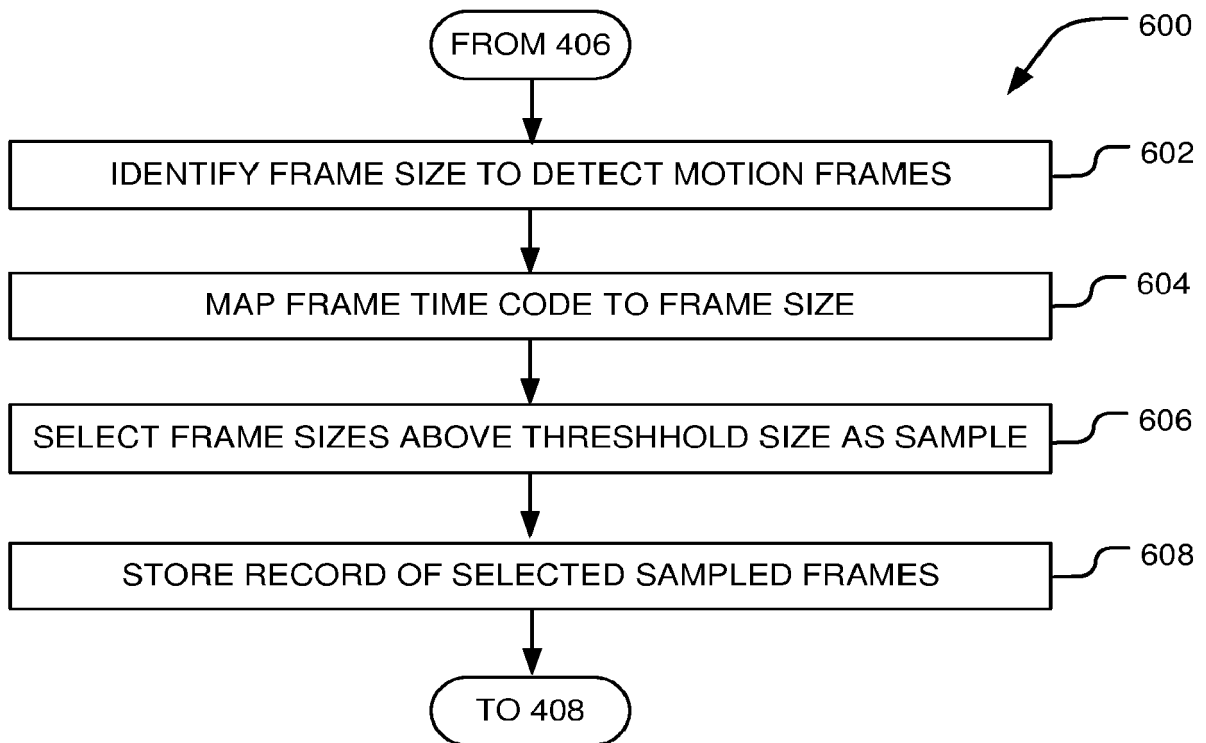 FROM 406
600
IDENTIFY FRAME SIZE TO DETECT MOTION FRAMES
602
MAP FRAME TIME CODE TO FRAME SIZE
604
SELECT FRAME SIZES ABOVE THRESHHOLD SIZE AS SAMPLE
606
STORE RECORD OF SELECTED SAMPLED FRAMES
608
TO 408